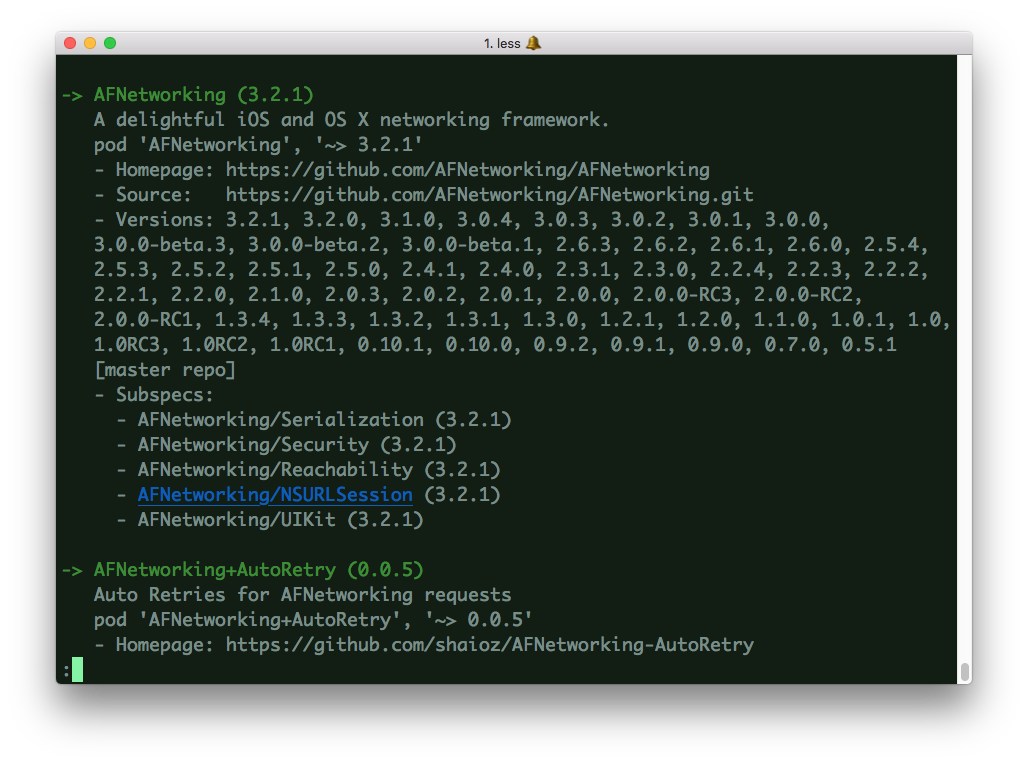 1. less 🔔
-> AFNetworking (3.2.1)
A delightful iOS and OS X networking framework.
pod 'AFNetworking', '~> 3.2.1'
- Homepage: https://github.com/AFNetworking/AFNetworking
- Source:   https://github.com/AFNetworking/AFNetworking.git
- Versions: 3.2.1, 3.2.0, 3.1.0, 3.0.4, 3.0.3, 3.0.2, 3.0.1, 3.0.0,
3.0.0-beta.3, 3.0.0-beta.2, 3.0.0-beta.1, 2.6.3, 2.6.2, 2.6.1, 2.6.0, 2.5.4,
2.5.3, 2.5.2, 2.5.1, 2.5.0, 2.4.1, 2.4.0, 2.3.1, 2.3.0, 2.2.4, 2.2.3, 2.2.2,
2.2.1, 2.2.0, 2.1.0, 2.0.3, 2.0.2, 2.0.1, 2.0.0, 2.0.0-RC3, 2.0.0-RC2,
2.0.0-RC1, 1.3.4, 1.3.3, 1.3.2, 1.3.1, 1.3.0, 1.2.1, 1.2.0, 1.1.0, 1.0.1, 1.0,
1.0RC3, 1.0RC2, 1.0RC1, 0.10.1, 0.10.0, 0.9.2, 0.9.1, 0.9.0, 0.7.0, 0.5.1
[master repo]
- Subspecs:
- AFNetworking/Serialization (3.2.1)
- AFNetworking/Security (3.2.1)
- AFNetworking/Reachability (3.2.1)
- AFNetworking/NSURLSession (3.2.1)
- AFNetworking/UIKit (3.2.1)
-> AFNetworking+AutoRetry (0.0.5)
Auto Retries for AFNetworking requests
pod 'AFNetworking+AutoRetry', '~> 0.0.5'
- Homepage: https://github.com/shaioz/AFNetworking-AutoRetry
: